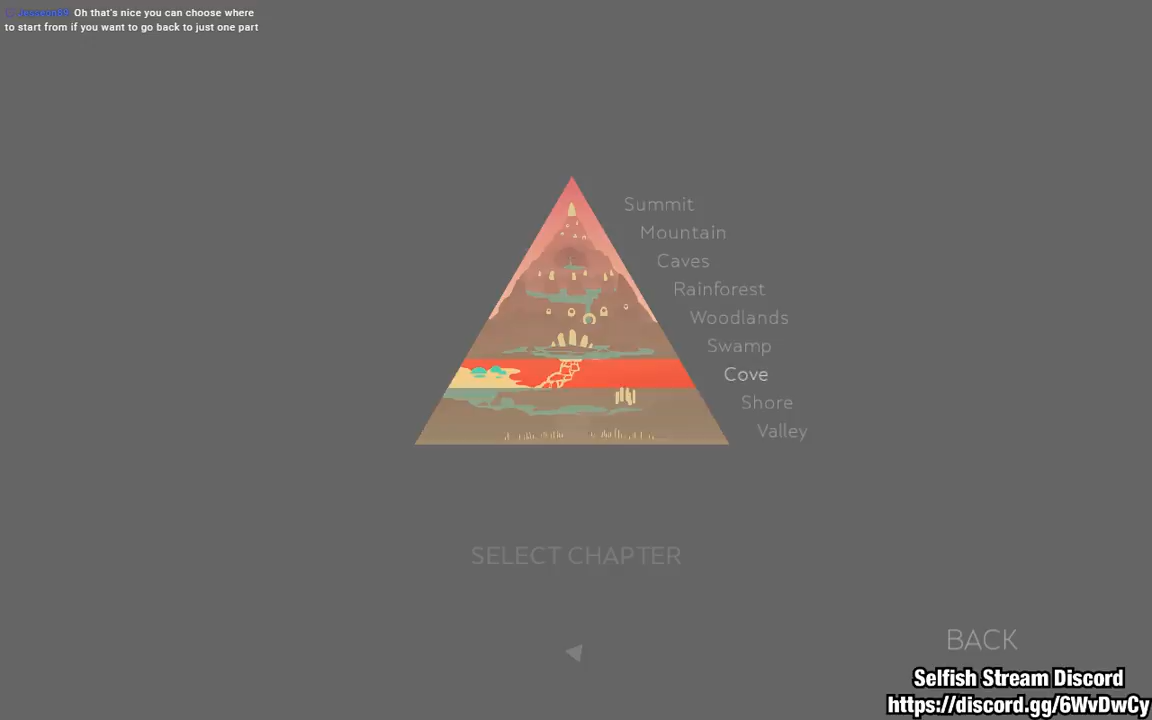 Jesseon89: Oh that's nice you can choose where
to start from if you want to go back to just one part
Summit
Mountain
Caves
Rainforest
Woodlands
Swamp
Cove
Shore
Valley
SELECT CHAPTER
BACK
Selfish Stream Discord
https://discord.gg/6WvDwCy